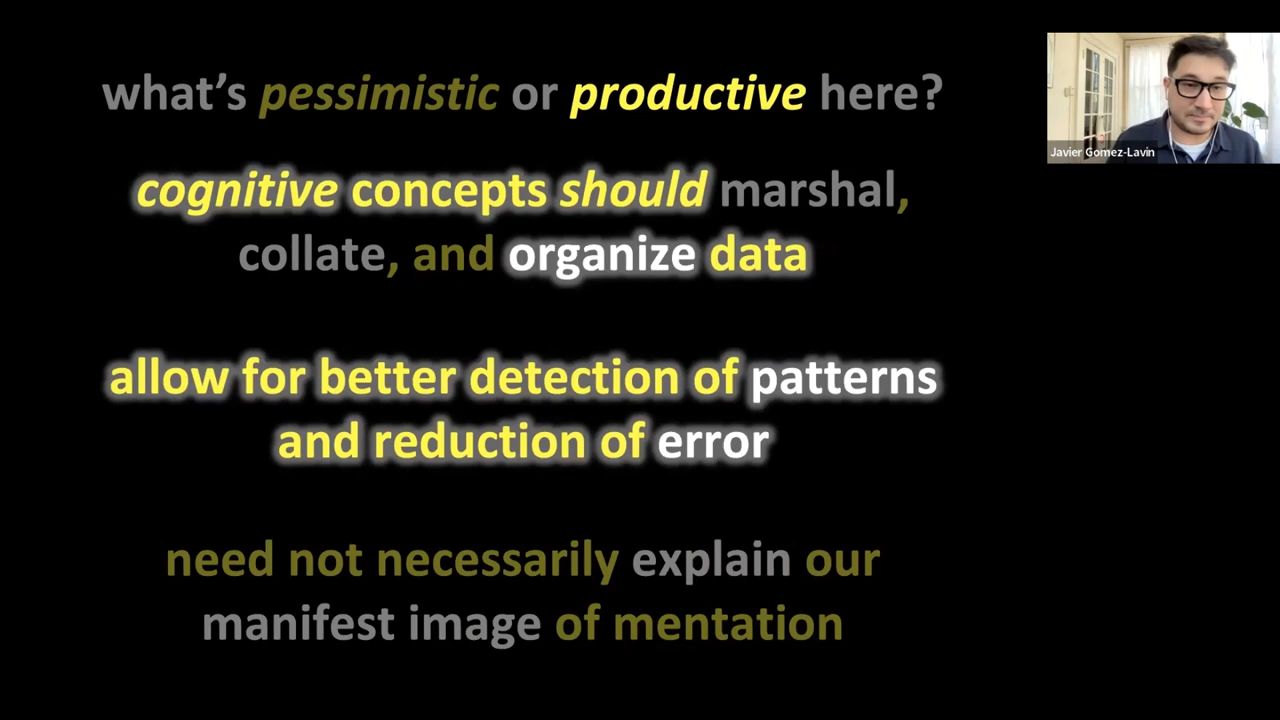 what’s pessimistic or productive here?
Javier Gomez-Lavin
cognitive concepts should marshal,
collate, and organize data
allow for better detection of patterns
and reduction of error
need not necessarily explain our
manifest image of mentation